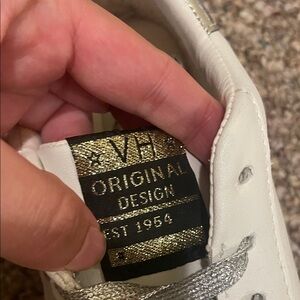 VH
ORIGINAL
DESIGN
EST 1954